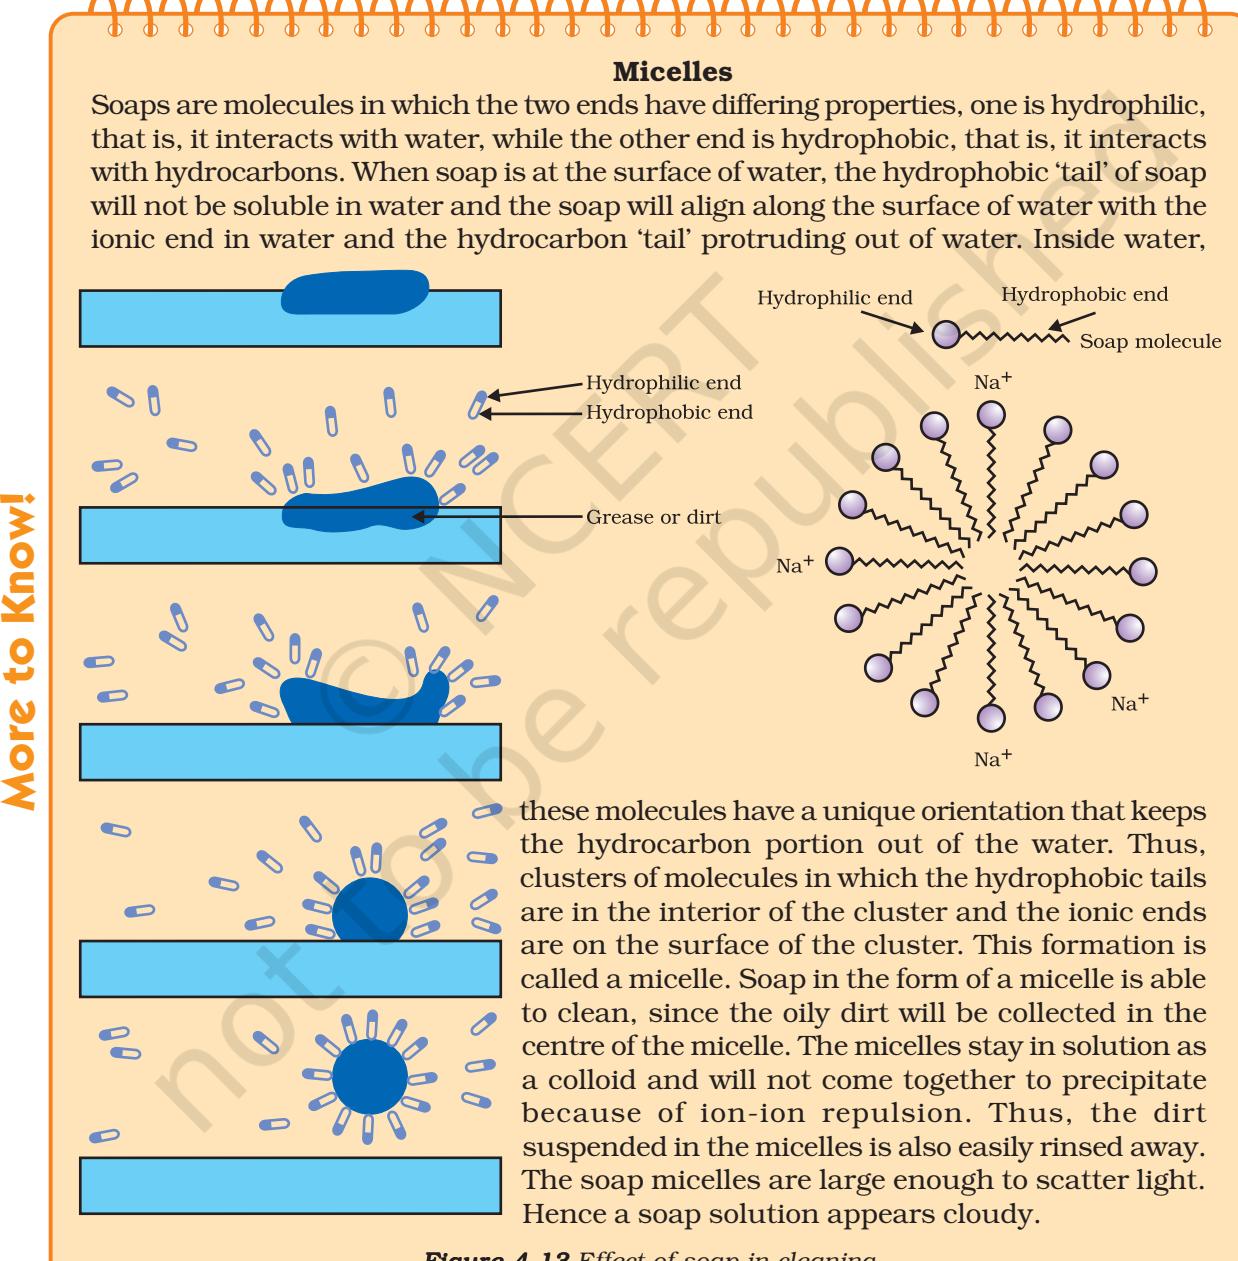 Micelles
Soaps are molecules in which the two ends have differing properties, one is hydrophilic,
that is, it interacts with water, while the other end is hydrophobic, that is, it interacts
with hydrocarbons. When soap is at the surface of water, the hydrophobic ‘tail’ of soap
will not be soluble in water and the soap will align along the surface of water with the
ionic end in water and the hydrocarbon ‘tail’ protruding out of water. Inside water,
Hydrophilic end
Hydrophobic end
Soap molecule
Hydrophilic end
Hydrophobic end
Grease or dirt
Na+
Na+
Na+
Na+
More to Know!
these molecules have a unique orientation that keeps
the hydrocarbon portion out of the water. Thus,
clusters of molecules in which the hydrophobic tails
are in the interior of the cluster and the ionic ends
are on the surface of the cluster. This formation is
called a micelle. Soap in the form of a micelle is able
to clean, since the oily dirt will be collected in the
centre of the micelle. The micelles stay in solution as
a colloid and will not come together to precipitate
because of ion-ion repulsion. Thus, the dirt
suspended in the micelles is also easily rinsed away.
The soap micelles are large enough to scatter light.
Hence a soap solution appears cloudy.
Figure 4.13 Effect of soap in cleaning
© NCERT
not to be republished